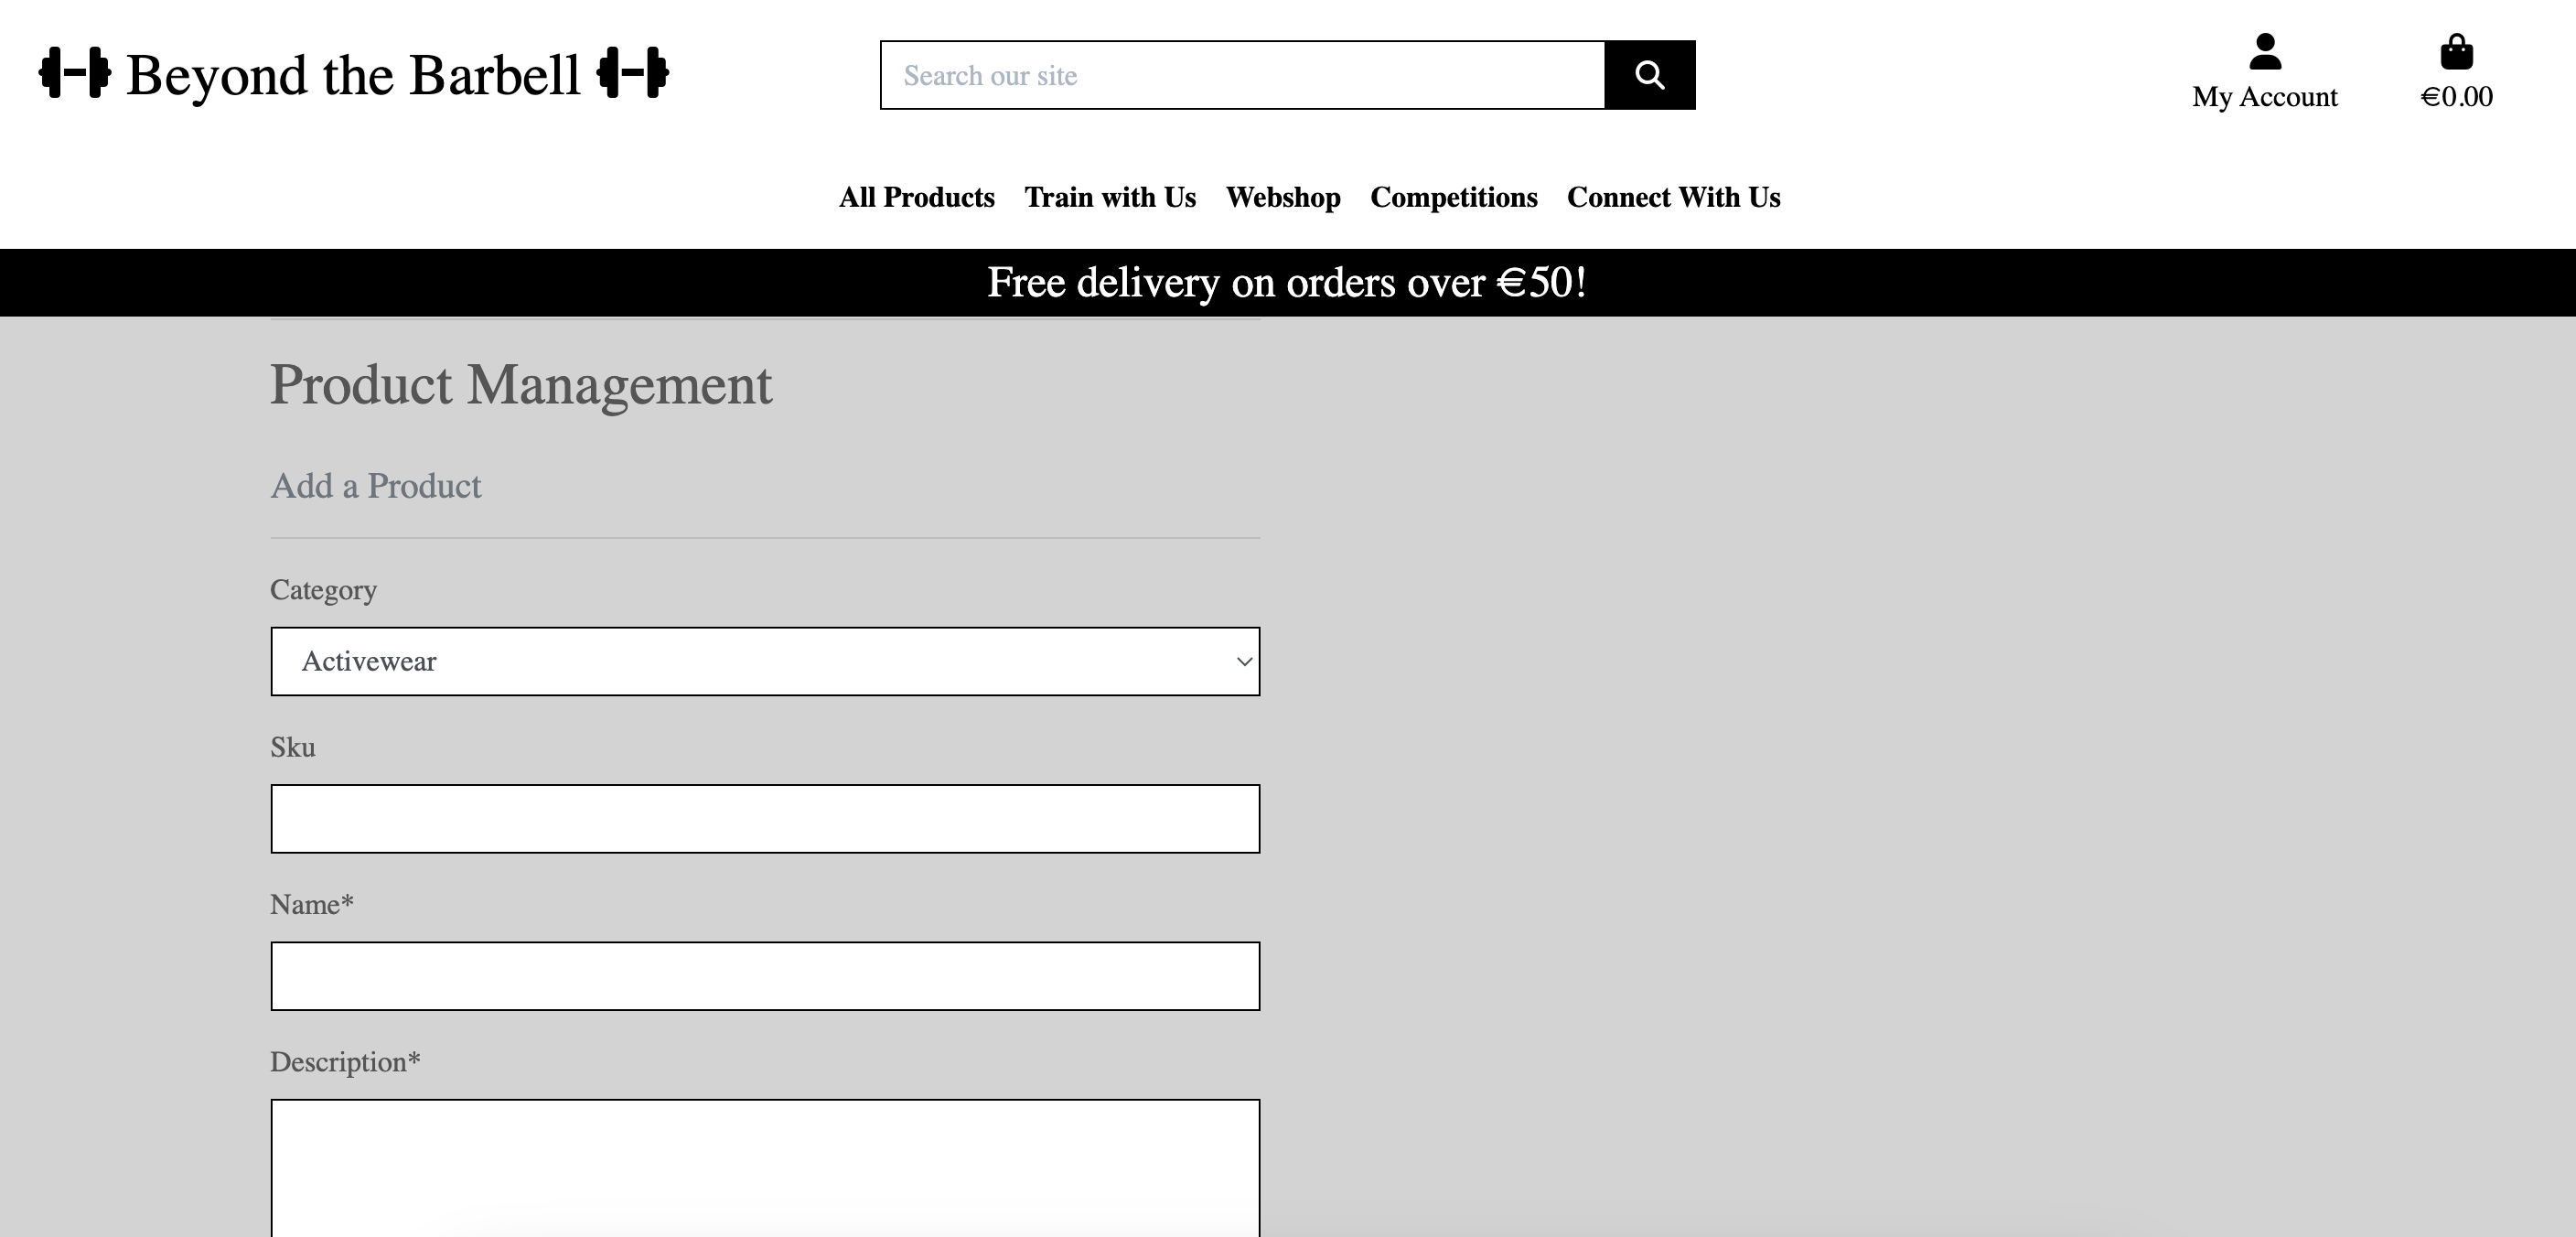 Beyond the Barbell
Search our site
My Account
€0.00
All Products Train with Us Webshop Competitions Connect With Us
Free delivery on orders over €50!
Product Management
Add a Product
Category
Activewear
Sku
Name*
Description*